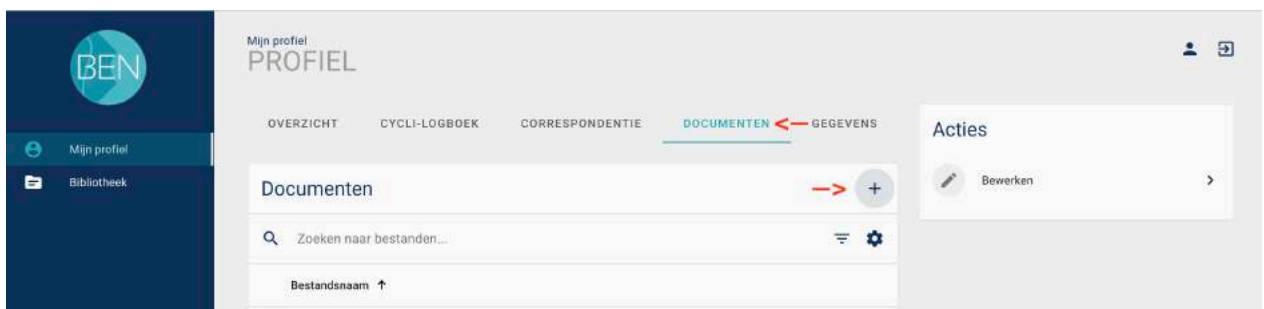 BEN
Mijn profiel
Bibliotheek
Mijn profiel
PROFIEL
OVERZICHT CYCLI-LOGBOEK CORRESPONDENTIE DOCUMENTEN GEGEVENS
Documenten
Zoeken naar bestanden...
Bestandsnaam ↑
Acties
Bewerken